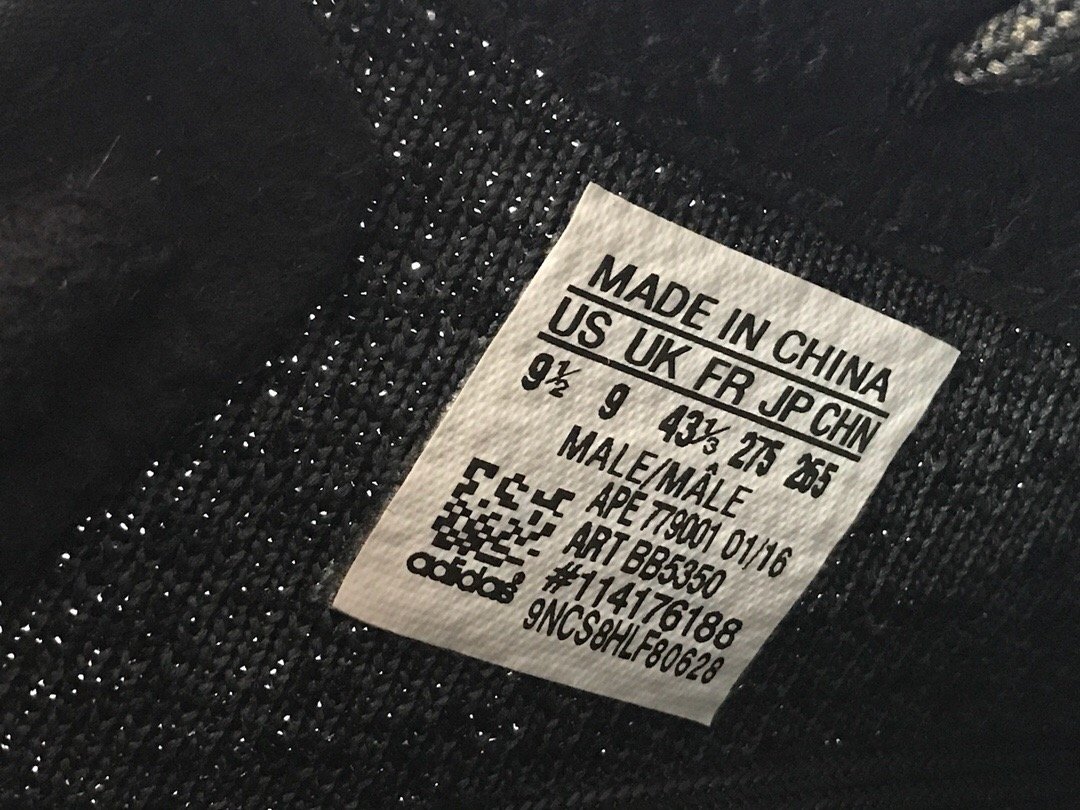 MADE IN CHINA
US UK FR JP CHN
9½ 9 43⅓ 275 265
MALE/MÂLE
APE 779001 01/16
ART BB5350
#114176188
9NCS8HLF80628
adidas